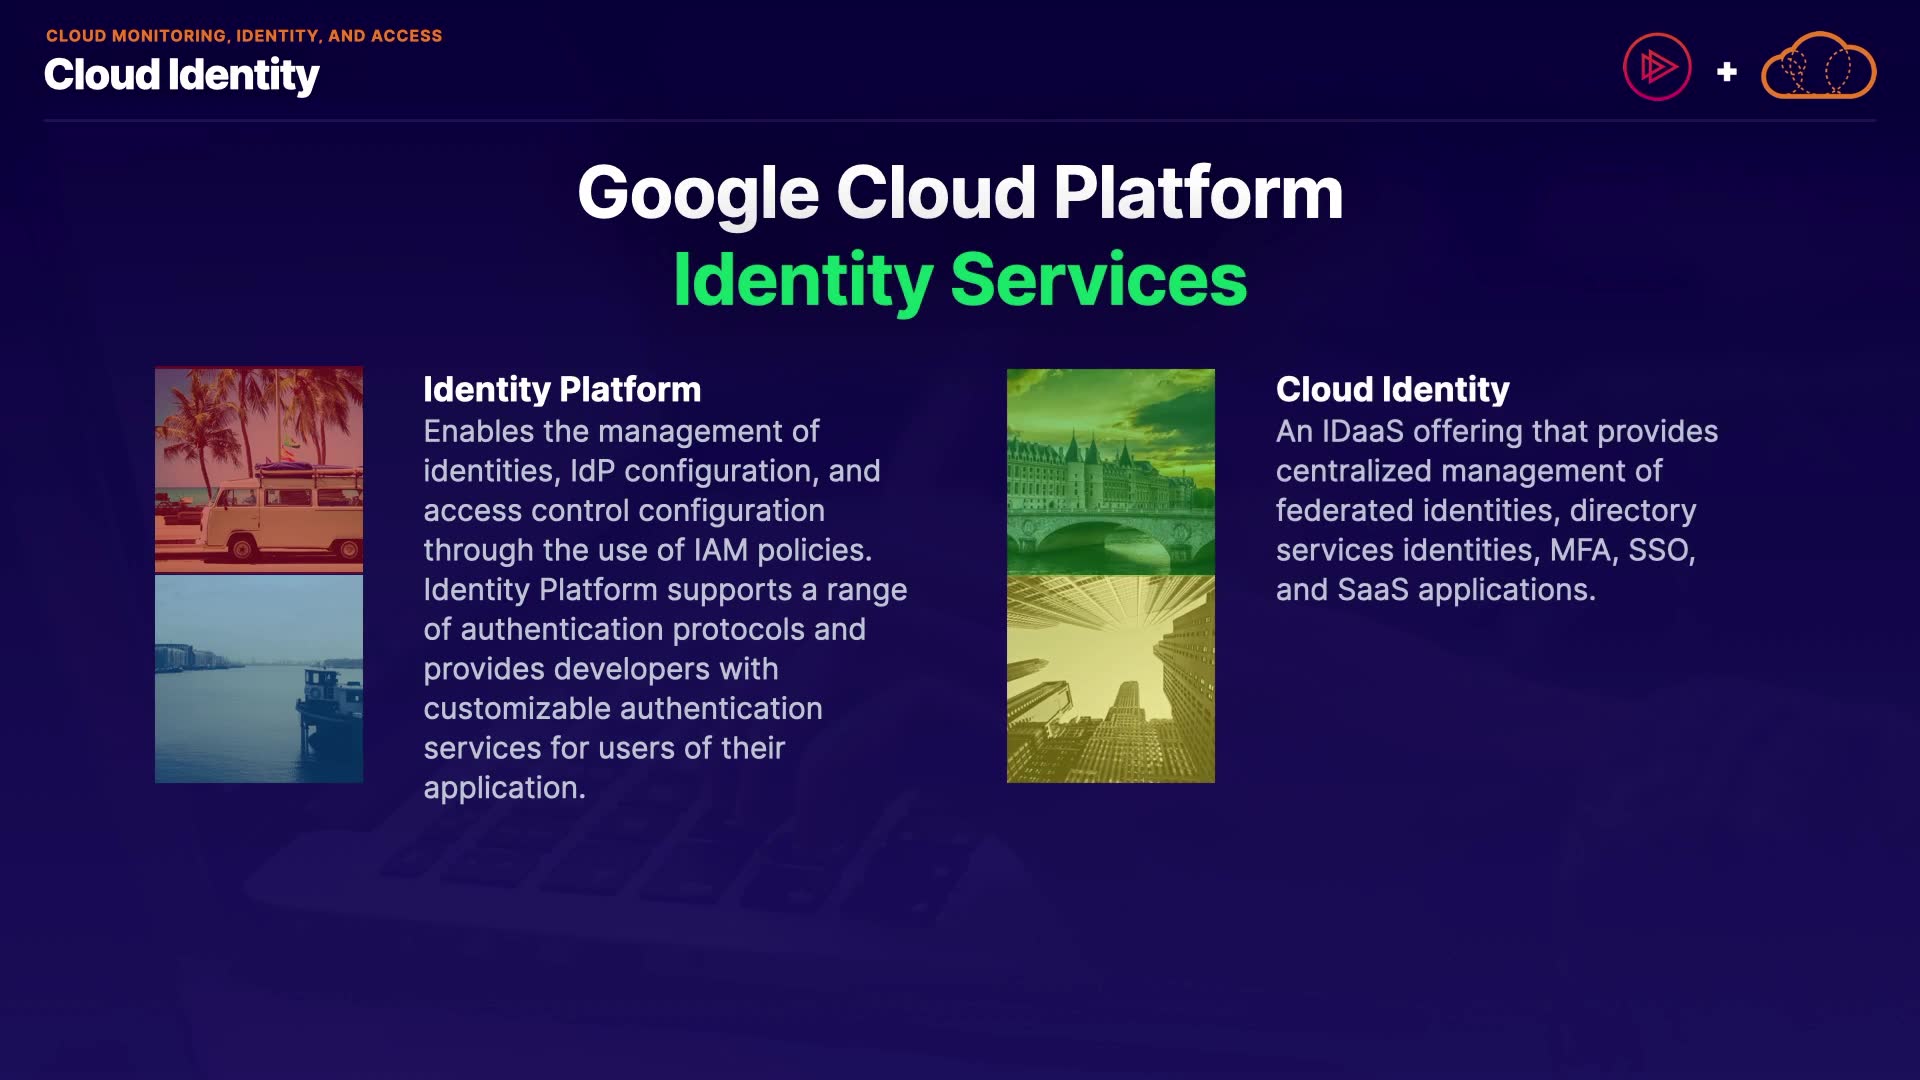 CLOUD MONITORING, IDENTITY, AND ACCESS
Cloud Identity
Google Cloud Platform
Identity Services
Identity Platform
Enables the management of
identities, IdP configuration, and
access control configuration
through the use of IAM policies.
Identity Platform supports a range
of authentication protocols and
provides developers with
customizable authentication
services for users of their
application.
Cloud Identity
An IDaaS offering that provides
centralized management of
federated identities, directory
services identities, MFA, SSO,
and SaaS applications.